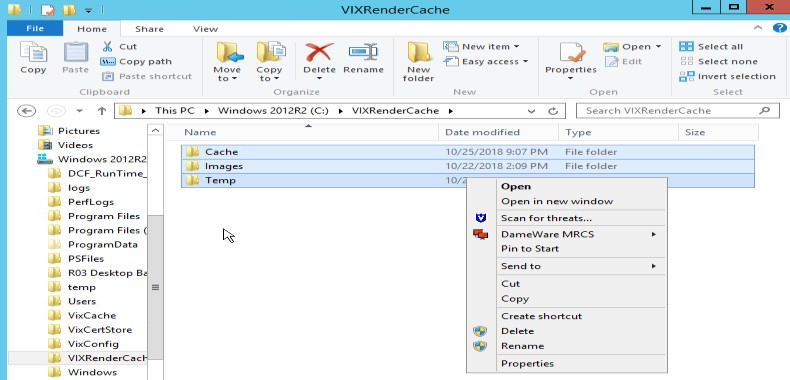 VIXRenderCache
File Home Share View
Copy Paste Cut Copy path Paste shortcut
Clipboard
Move to Copy to Delete Rename
Organize
New folder New item Easy access
New
Properties Open Edit
Open
Select all Select none Invert selection
Select
This PC Windows 2012R2 (C:) VIXRenderCache Search VIXRenderCache
Name Date modified Type Size
Pictures
Videos
Windows 2012R2
DCF_RunTime_
logs
PerfLogs
Program Files
Program Files (
ProgramData
PSFiles
R03 Desktop Ba
temp
Users
VixCache
VixCertStore
VixConfig
VIXRenderCach
Windows
Cache 10/25/2018 9:07 PM File folder
Images 10/22/2018 2:09 PM File folder
Temp 10/2
Open
Open in new window
Scan for threats...
DameWare MRCS
Pin to Start
Send to
Cut
Copy
Create shortcut
Delete
Rename
Properties